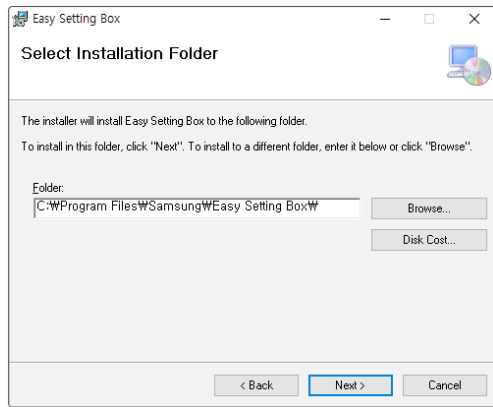 Easy Setting Box
Select Installation Folder
The installer will install Easy Setting Box to the following folder.
To install in this folder, click "Next". To install to a different folder, enter it below or click "Browse".
Folder:
C:₩Program Files₩Samsung₩Easy Setting Box₩
Browse...
Disk Cost...
< Back
Next >
Cancel